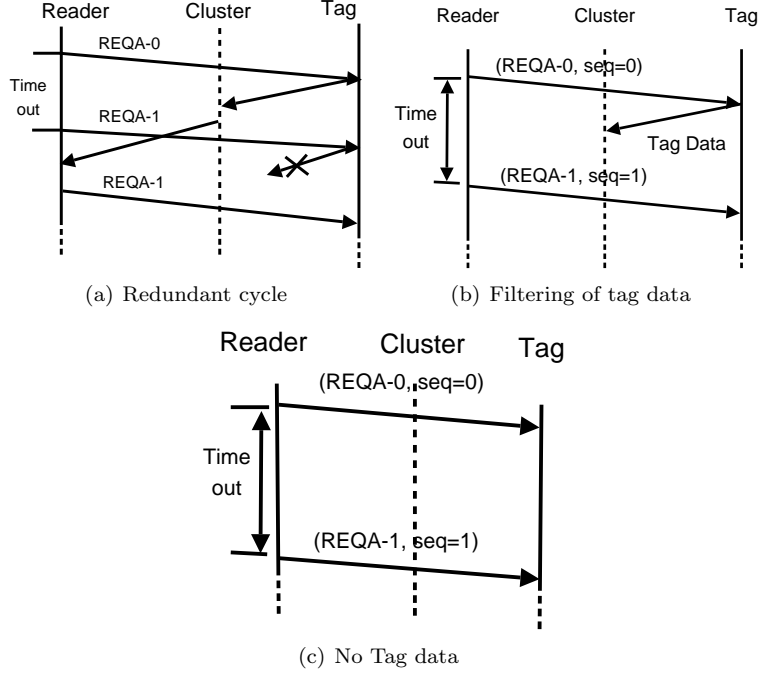 Reader Cluster Tag
REQA-0
Time
out
REQA-1
REQA-1
(a) Redundant cycle
Reader Cluster Tag
(REQA-0, seq=0)
Time
out
Tag Data
(REQA-1, seq=1)
(b) Filtering of tag data
Reader Cluster Tag
(REQA-0, seq=0)
Time
out
(REQA-1, seq=1)
(c) No Tag data